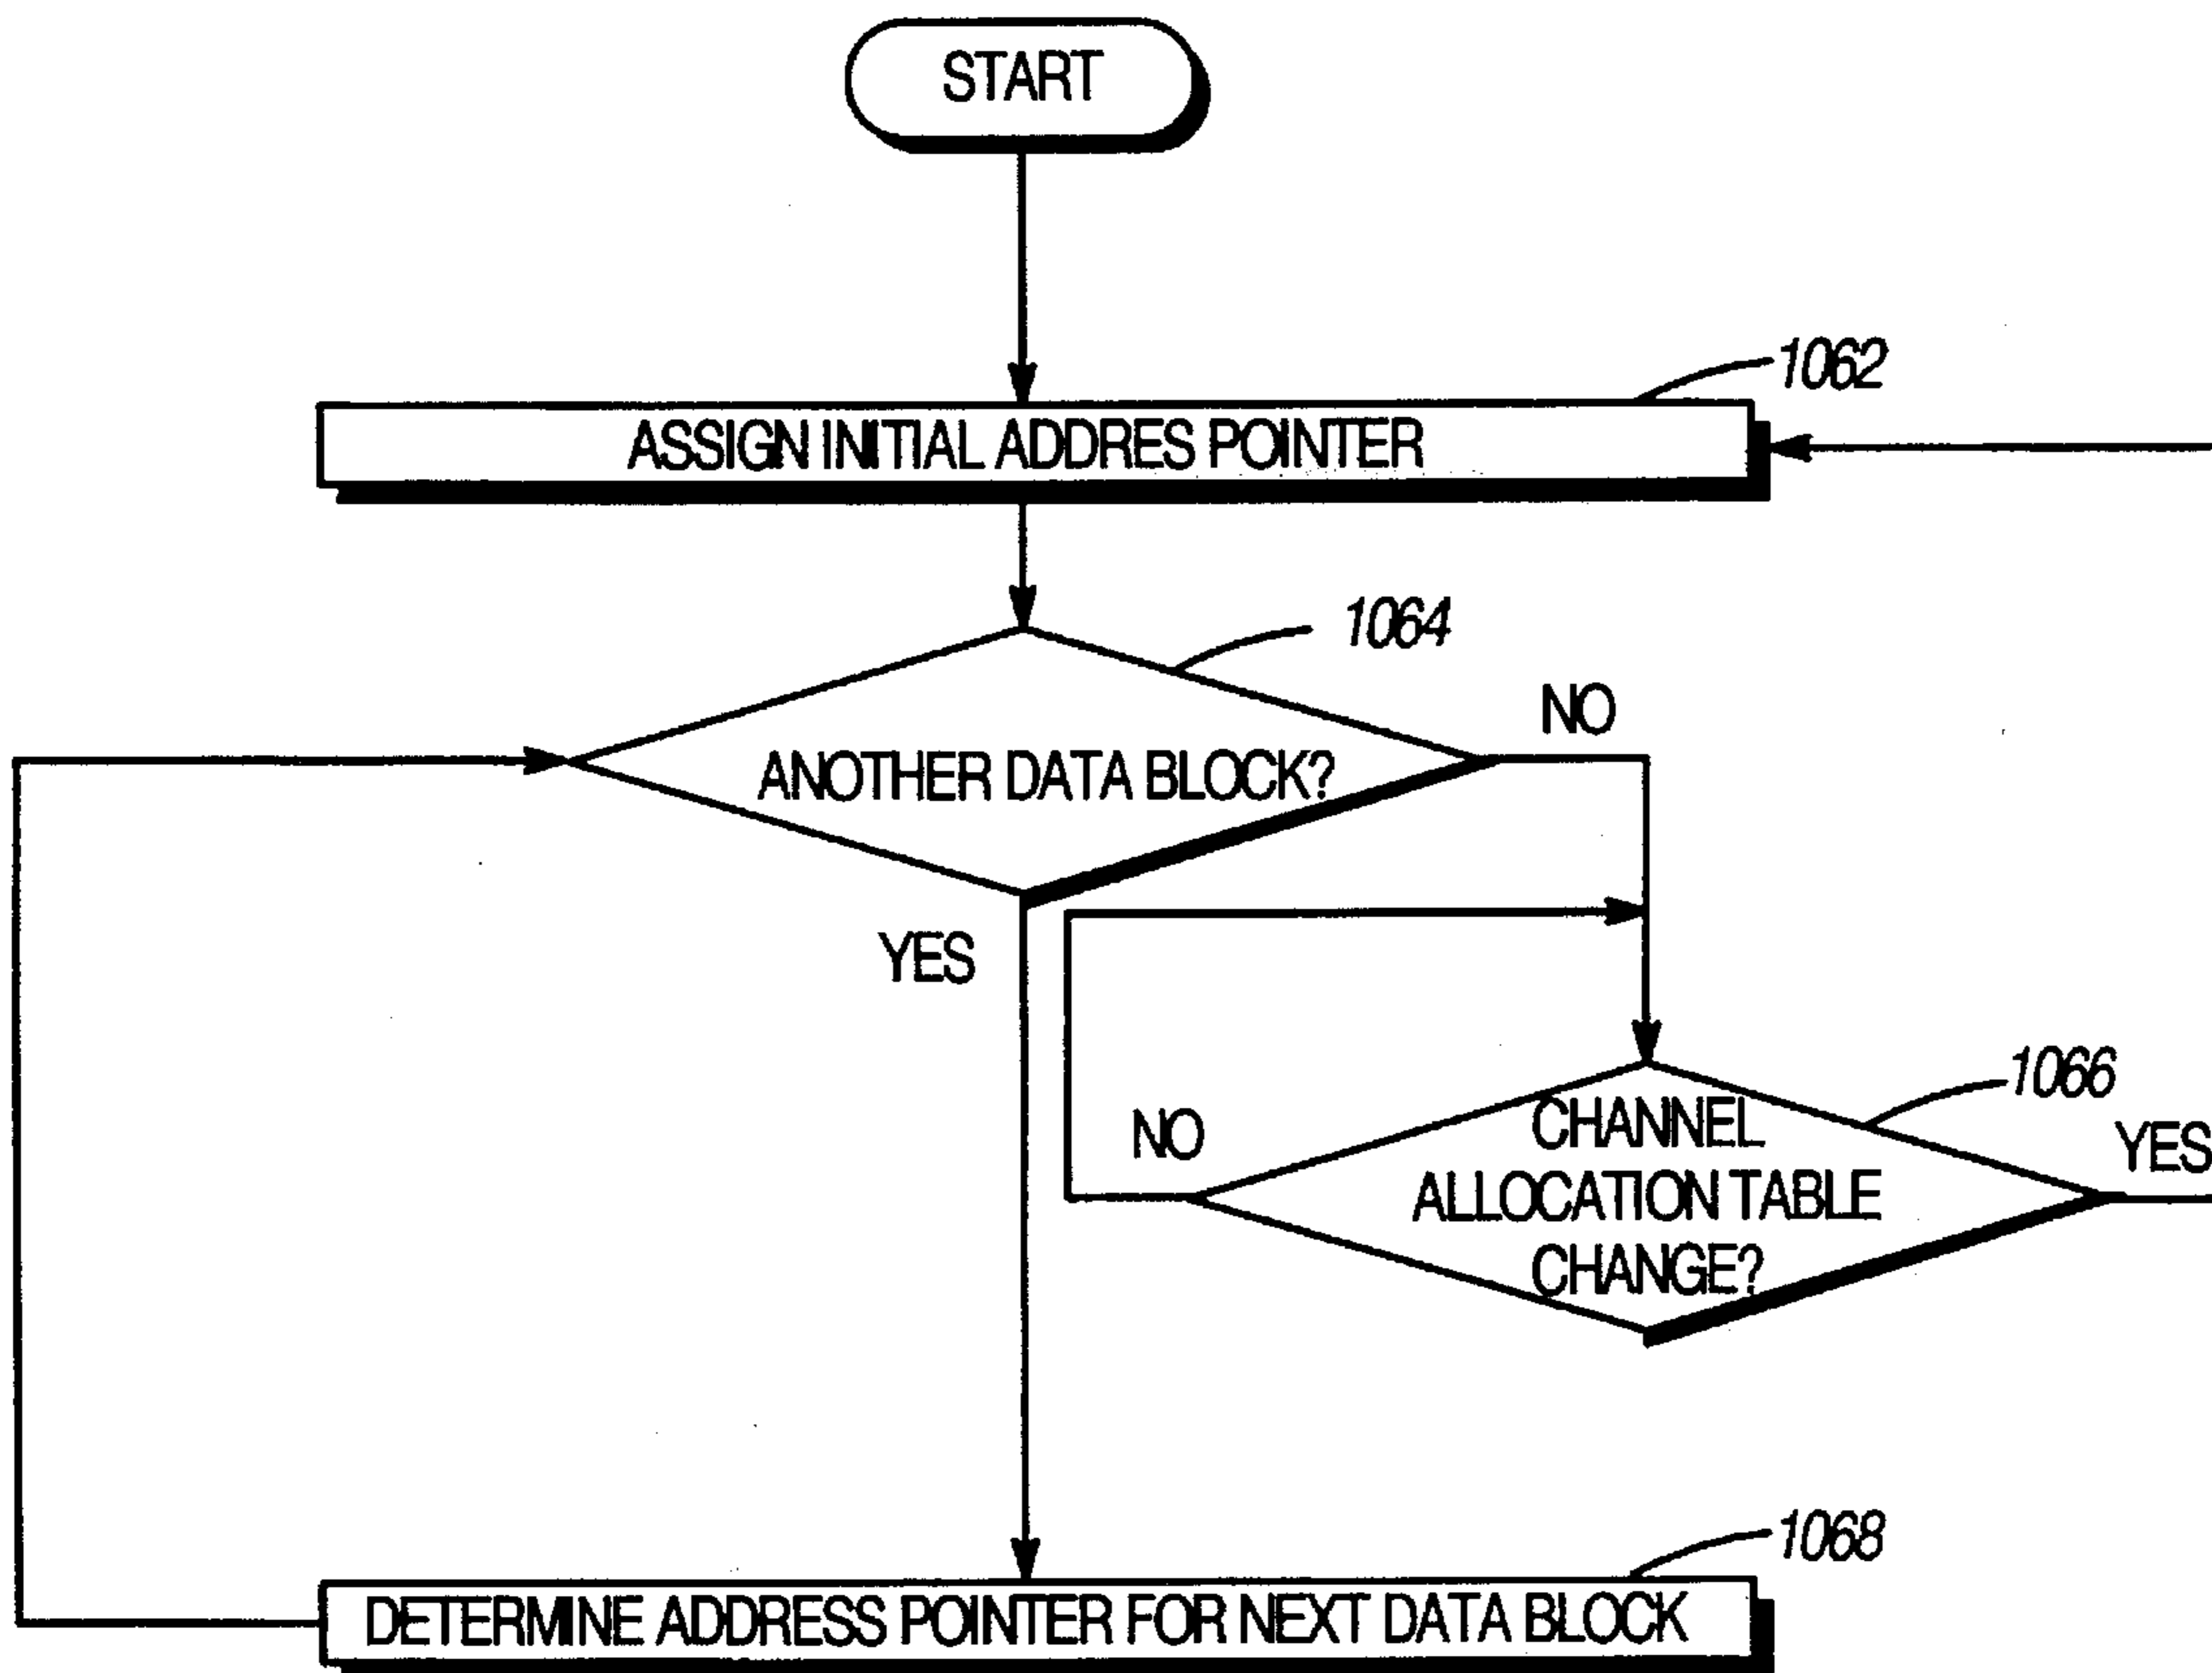 START
1062
ASSIGN INITIAL ADDRES POINTER
1064
NO
ANOTHER DATA BLOCK?
YES
1066
NO
CHANNEL
ALLOCATION TABLE
CHANGE?
YES
1068
DETERMINE ADDRESS POINTER FOR NEXT DATA BLOCK